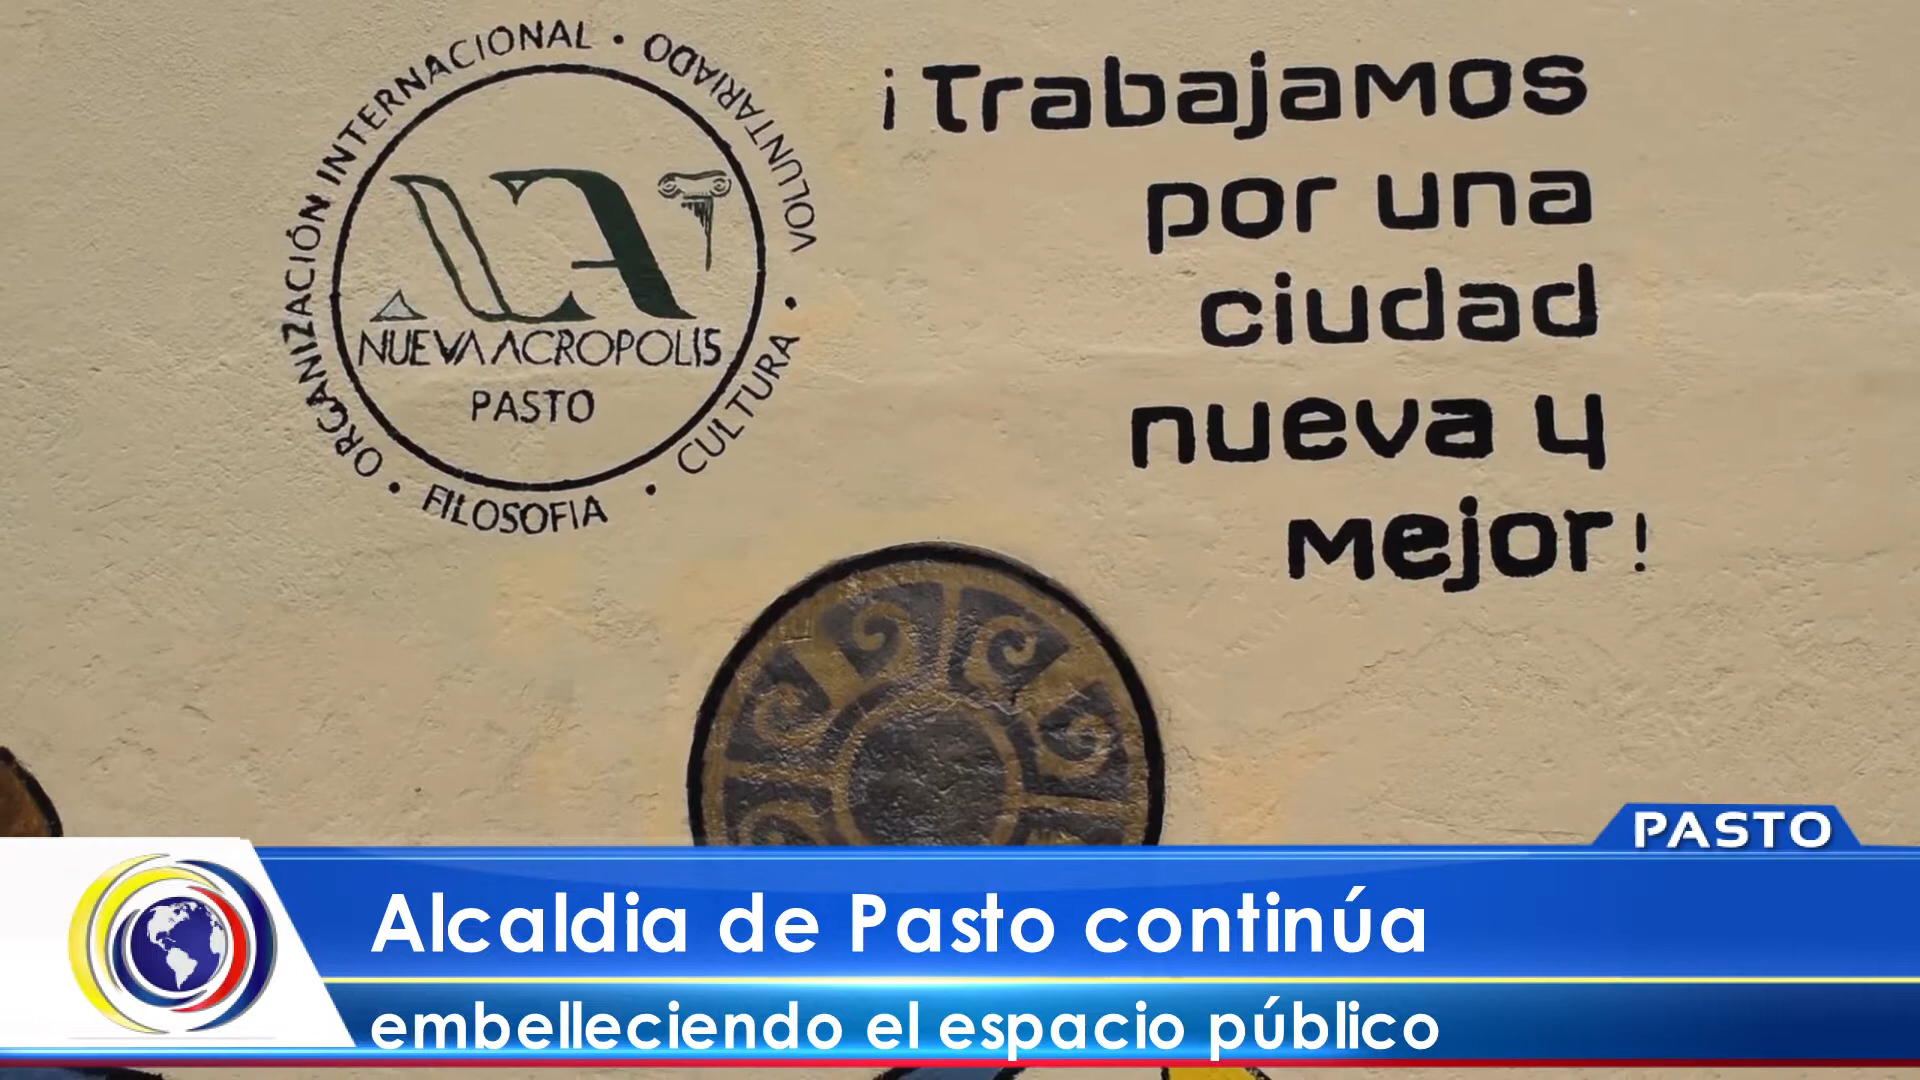 ORGANIZACIÓN INTERNACIONAL • VOLUNTARIADO • CULTURA • FILOSOFIA •
NUEVA ACROPOLIS
PASTO
¡Trabajamos
por una
ciudad
nueva y
Mejor!
PASTO
Alcaldia de Pasto continúa
embelleciendo el espacio público